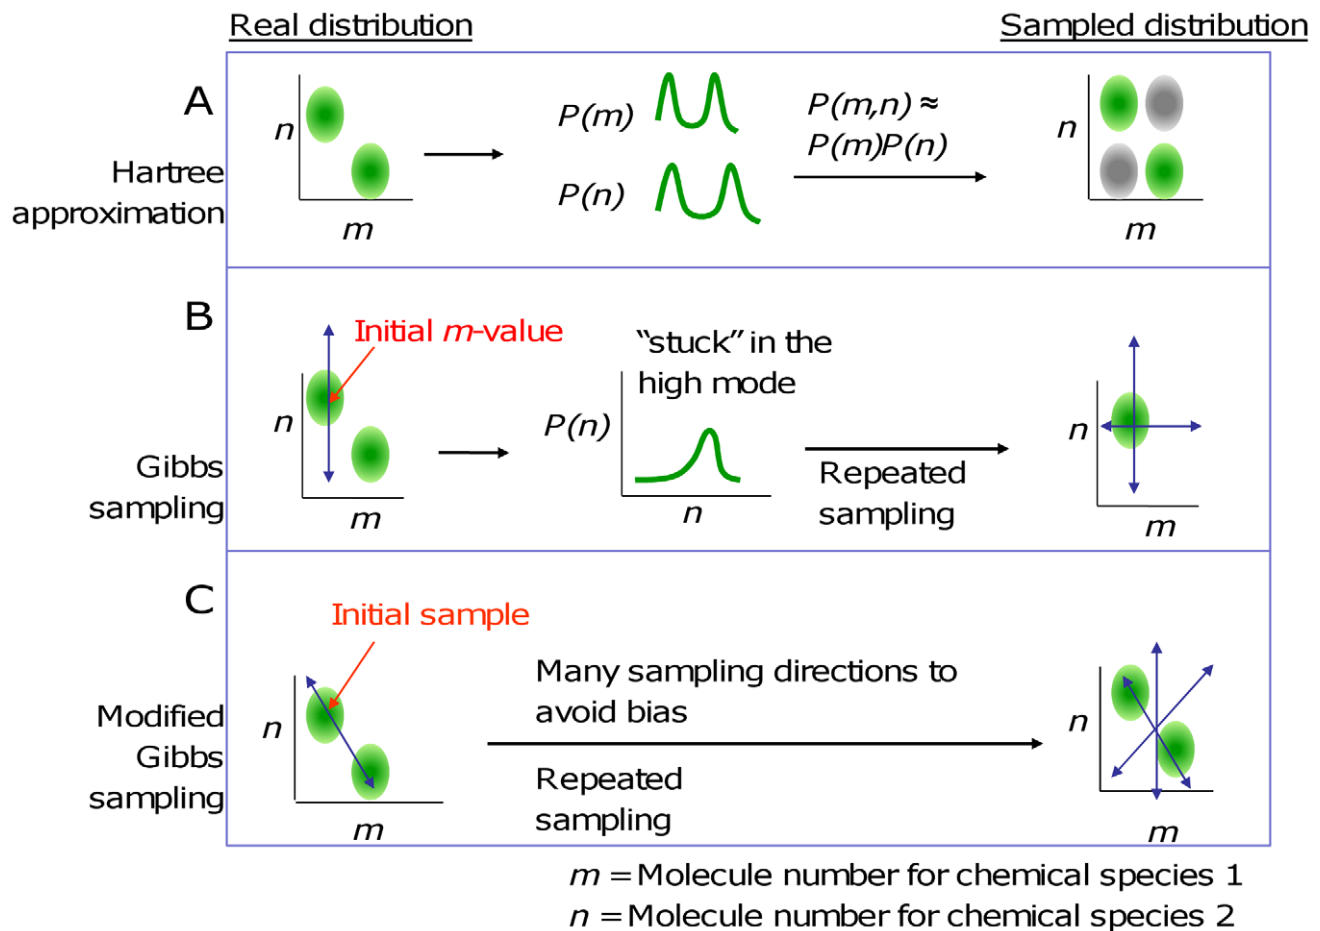 Real distribution
Sampled distribution
A
Hartree
approximation
n
m
P(m)
P(n)
P(m,n) ≈
P(m)P(n)
n
m
B
Gibbs
sampling
Initial m-value
n
m
"stuck" in the
high mode
P(n)
n
Repeated
sampling
n
m
C
Modified
Gibbs
sampling
Initial sample
n
m
Many sampling directions to
avoid bias
Repeated
sampling
n
m
m = Molecule number for chemical species 1
n = Molecule number for chemical species 2